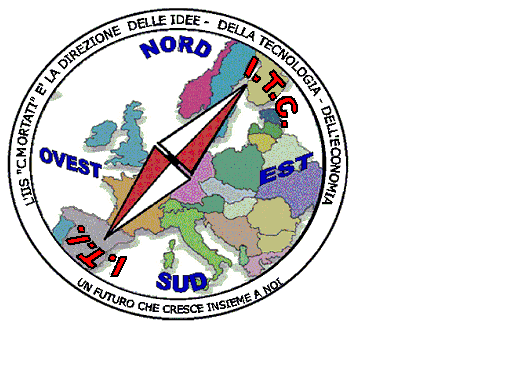 L'IIS "C.MORTATI" E' LA DIREZIONE DELLE IDEE - DELLA TECNOLOGIA - DELL'ECONOMIA
NORD
I.T.C.
OVEST
EST
I.T.I.
SUD
UN FUTURO CHE CRESCE INSIEME A NOI